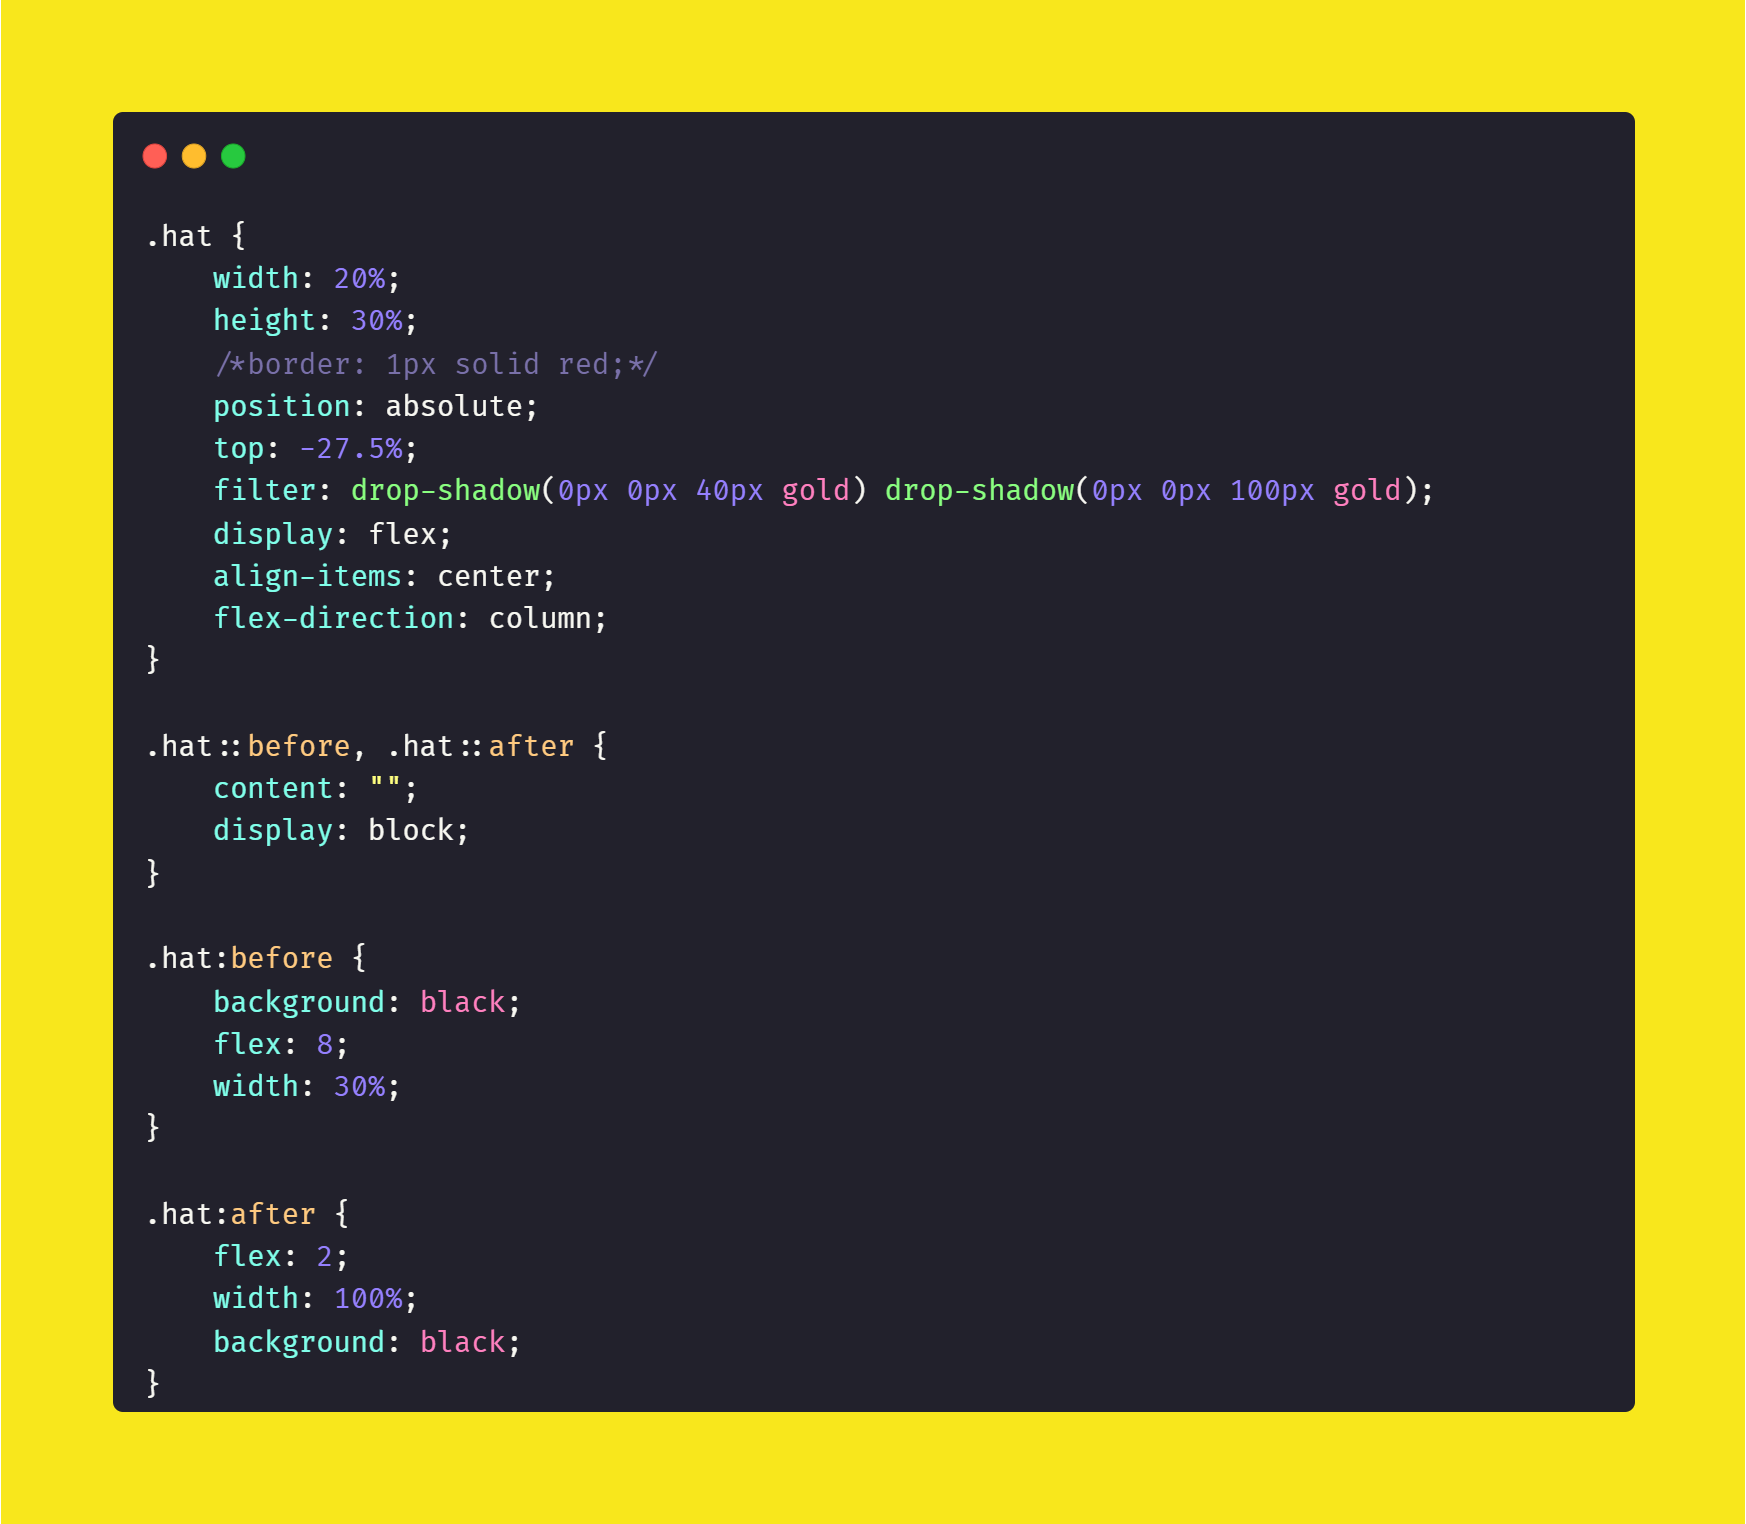 .hat {
    width: 20%;
    height: 30%;
    /*border: 1px solid red;*/
    position: absolute;
    top: -27.5%;
    filter: drop-shadow(0px 0px 40px gold) drop-shadow(0px 0px 100px gold);
    display: flex;
    align-items: center;
    flex-direction: column;
}

.hat::before, .hat::after {
    content: "";
    display: block;
}

.hat:before {
    background: black;
    flex: 8;
    width: 30%;
}

.hat:after {
    flex: 2;
    width: 100%;
    background: black;
}